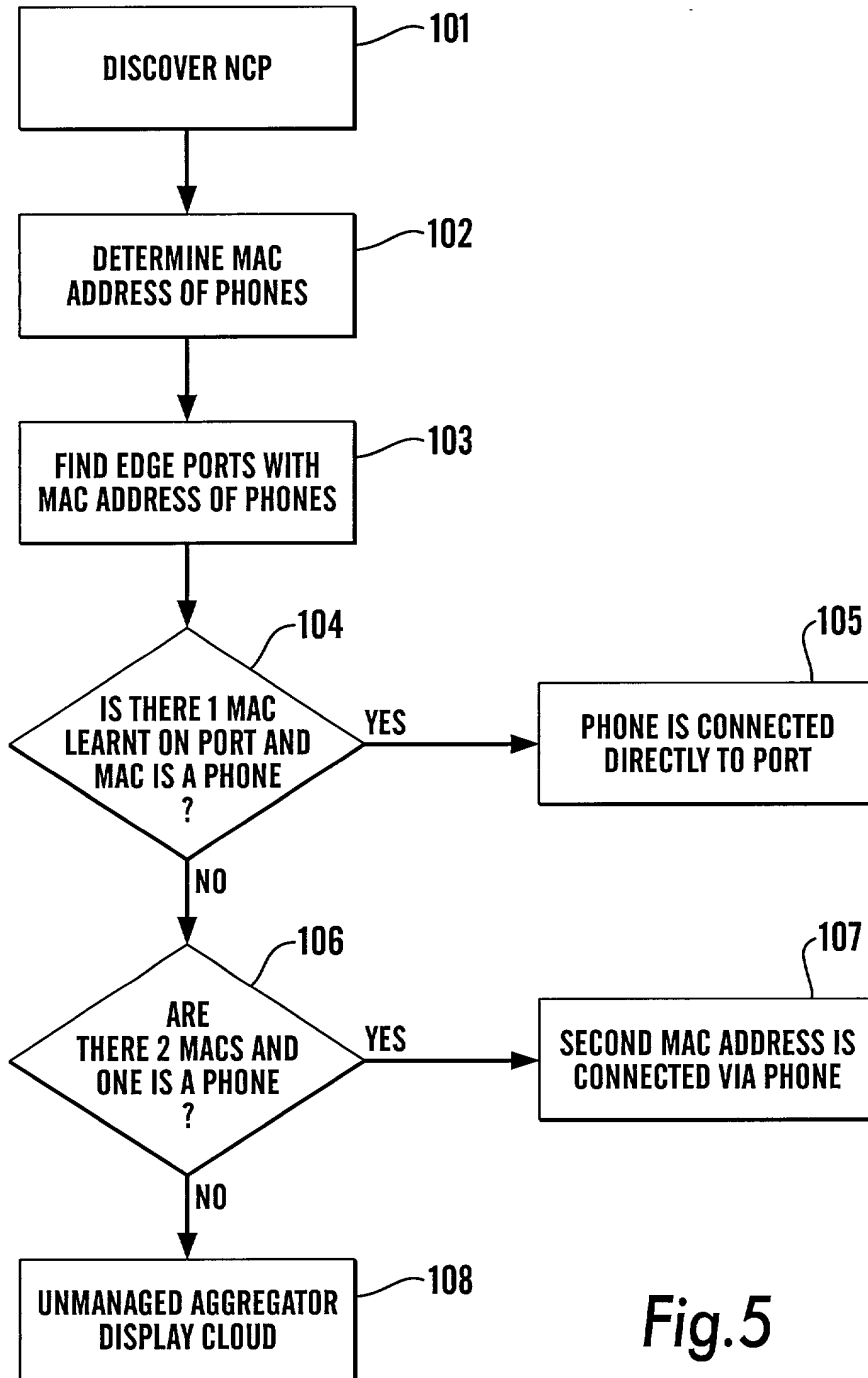 DISCOVER NCP
101
DETERMINE MAC
ADDRESS OF PHONES
102
FIND EDGE PORTS WITH
MAC ADDRESS OF PHONES
103
104
IS THERE 1 MAC
LEARNT ON PORT AND
MAC IS A PHONE
?
YES
105
PHONE IS CONNECTED
DIRECTLY TO PORT
NO
106
ARE
THERE 2 MACS AND
ONE IS A PHONE
?
YES
107
SECOND MAC ADDRESS IS
CONNECTED VIA PHONE
NO
UNMANAGED AGGREGATOR
DISPLAY CLOUD
108
Fig.5